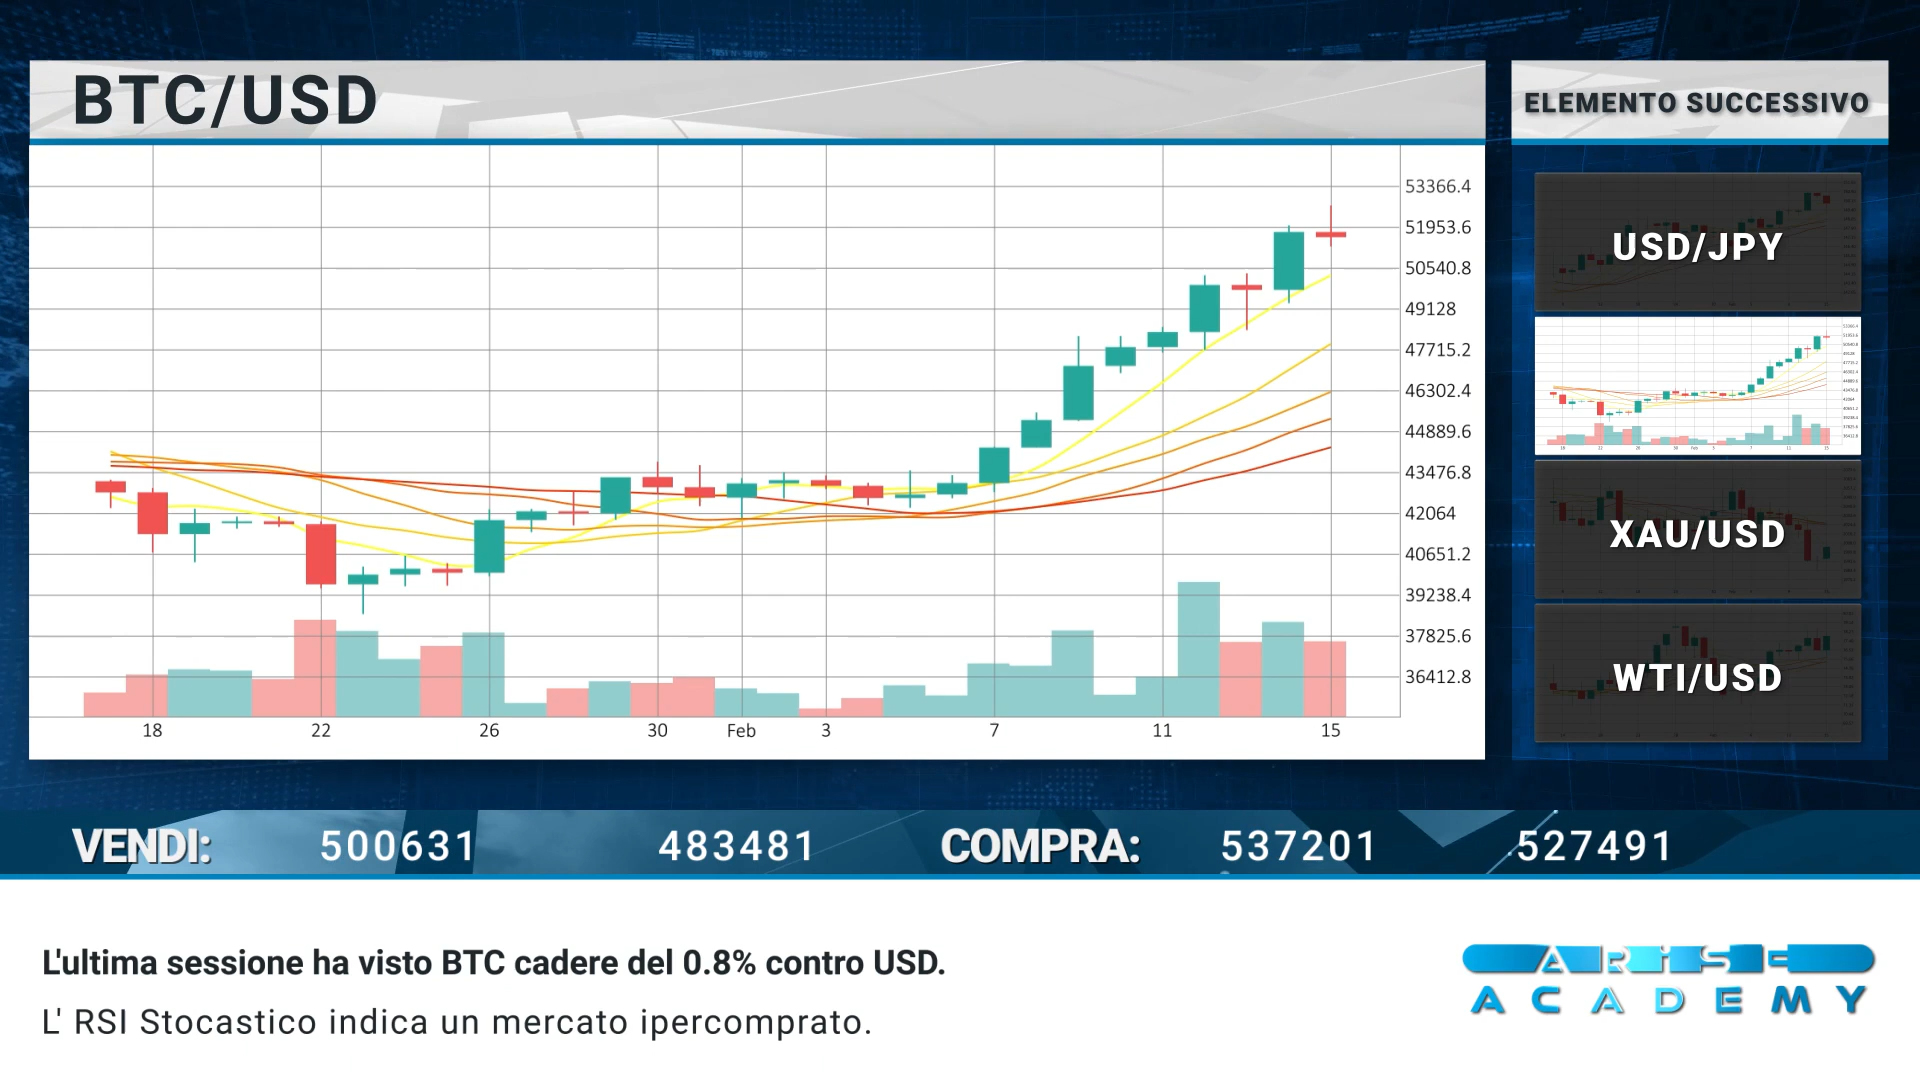 BTC/USD
ELEMENTO SUCCESSIVO
53366.4
51953.6
50540.8
49128
47715.2
46302.4
44889.6
43476.8
42064
40651.2
39238.4
37825.6
36412.8
18 22 26 30 Feb 3 7 11 15
USD/JPY
XAU/USD
WTI/USD
VENDI: 500631 483481 COMPRA: 537201 527491
L'ultima sessione ha visto BTC cadere del 0.8% contro USD.
L' RSI Stocastico indica un mercato ipercomprato.
ARISE
ACADEMY